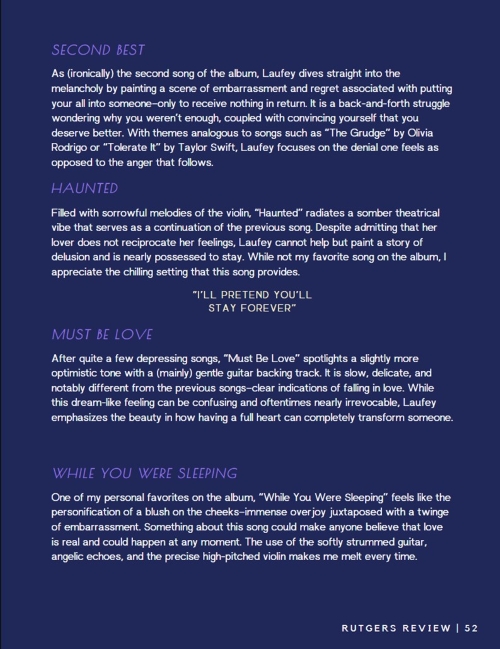 SECOND BEST
As (ironically) the second song of the album, Laufey dives straight into the
melancholy by painting a scene of embarrassment and regret associated with putting
your all into someone–only to receive nothing in return. It is a back-and-forth struggle
wondering why you weren't enough, coupled with convincing yourself that you
deserve better. With themes analogous to songs such as "The Grudge" by Olivia
Rodrigo or "Tolerate It" by Taylor Swift, Laufey focuses on the denial one feels as
opposed to the anger that follows.
HAUNTED
Filled with sorrowful melodies of the violin, "Haunted" radiates a somber theatrical
vibe that serves as a continuation of the previous song. Despite admitting that her
lover does not reciprocate her feelings, Laufey cannot help but paint a story of
delusion and is nearly possessed to stay. While not my favorite song on the album, I
appreciate the chilling setting that this song provides.
"I'LL PRETEND YOU'LL
STAY FOREVER"
MUST BE LOVE
After quite a few depressing songs, "Must Be Love" spotlights a slightly more
optimistic tone with a (mainly) gentle guitar backing track. It is slow, delicate, and
notably different from the previous songs–clear indications of falling in love. While
this dream-like feeling can be confusing and oftentimes nearly irrevocable, Laufey
emphasizes the beauty in how having a full heart can completely transform someone.
WHILE YOU WERE SLEEPING
One of my personal favorites on the album, "While You Were Sleeping" feels like the
personification of a blush on the cheeks–immense overjoy juxtaposed with a twinge
of embarrassment. Something about this song could make anyone believe that love
is real and could happen at any moment. The use of the softly strummed guitar,
angelic echoes, and the precise high-pitched violin makes me melt every time.
RUTGERS REVIEW | 52